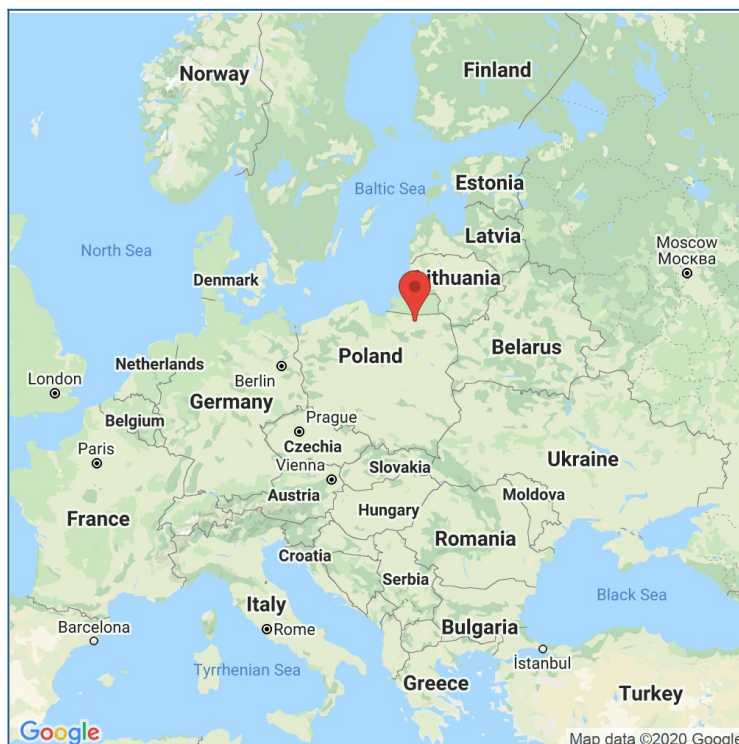 Norway
Finland
Baltic Sea
Estonia
North Sea
Latvia
Moscow
Москва
Denmark
Lithuania
Netherlands
Poland
Belarus
London
Berlin
Germany
Belgium
Prague
Paris
Czechia
Vienna
Slovakia
Ukraine
Austria
Moldova
France
Hungary
Romania
Croatia
Serbia
Black Sea
Italy
Barcelona
Rome
Bulgaria
İstanbul
Tyrrhenian Sea
Greece
Turkey
Google
Map data ©2020 Google